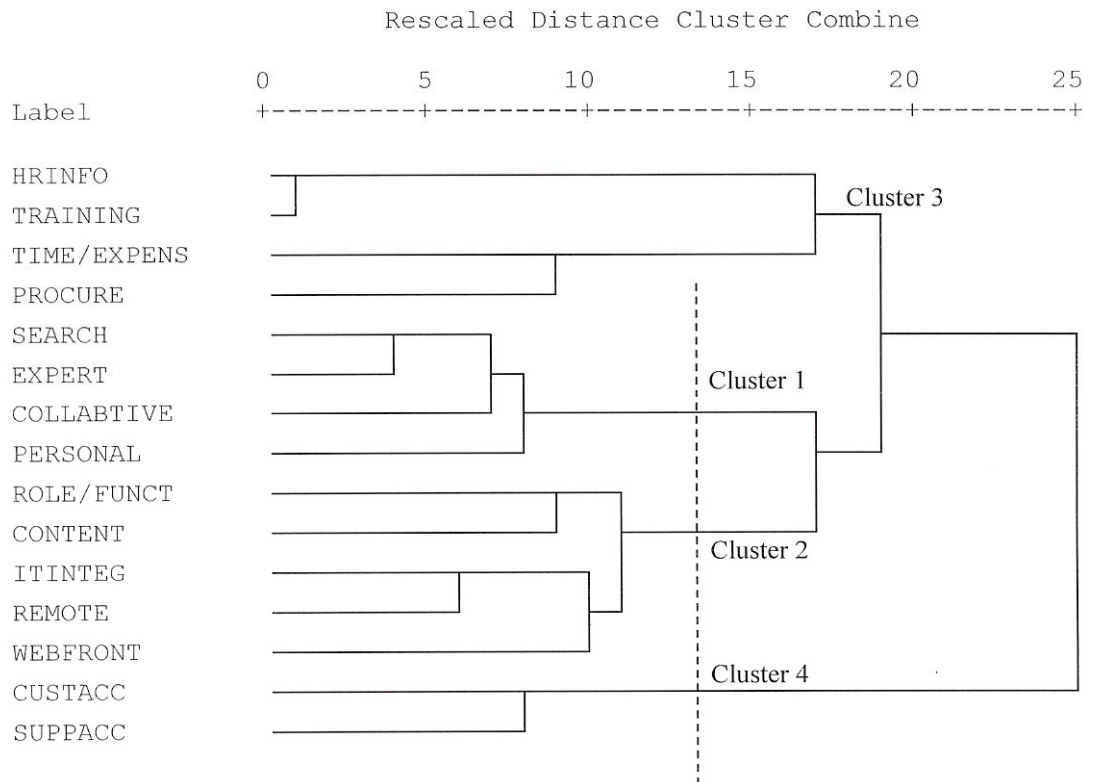 Rescaled Distance Cluster Combine
0 5 10 15 20 25
Label
HRINFO
Cluster 3
TRAINING
TIME/EXPENS
PROCURE
SEARCH
EXPERT
Cluster 1
COLLABTIVE
PERSONAL
ROLE/FUNCT
CONTENT
Cluster 2
ITINTEG
REMOTE
WEBFRONT
Cluster 4
CUSTACC
SUPPACC